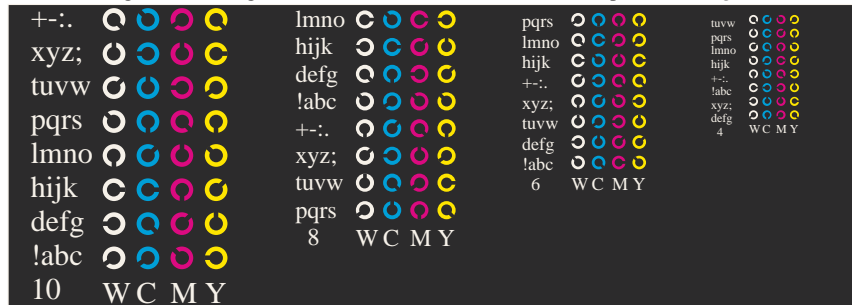 +-:.
xyz;
tuvw
pqrs
lmno
hijk
defg
!abc
10 W C M Y
lmno
hijk
defg
!abc
+-:.
xyz;
tuvw
pqrs
8 W C M Y
pqrs
lmno
hijk
+-:.
xyz;
tuvw
defg
!abc
6 W C M Y
tuvw
pqrs
lmno
hijk
+-:.
!abc
xyz;
defg
4 W C M Y